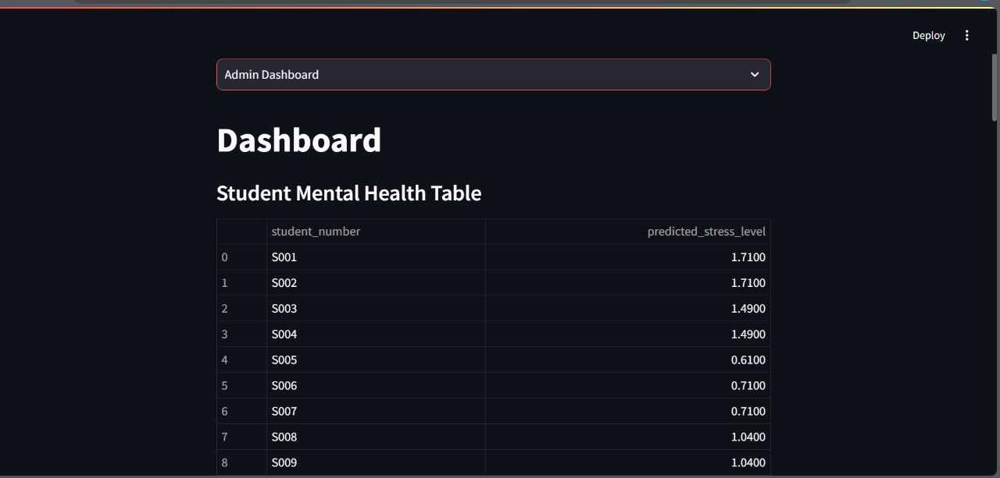 Deploy
Admin Dashboard
Dashboard
Student Mental Health Table
student_number predicted_stress_level
0 S001 1.7100
1 S002 1.7100
2 S003 1.4900
3 S004 1.4900
4 S005 0.6100
5 S006 0.7100
6 S007 0.7100
7 S008 1.0400
8 S009 1.0400